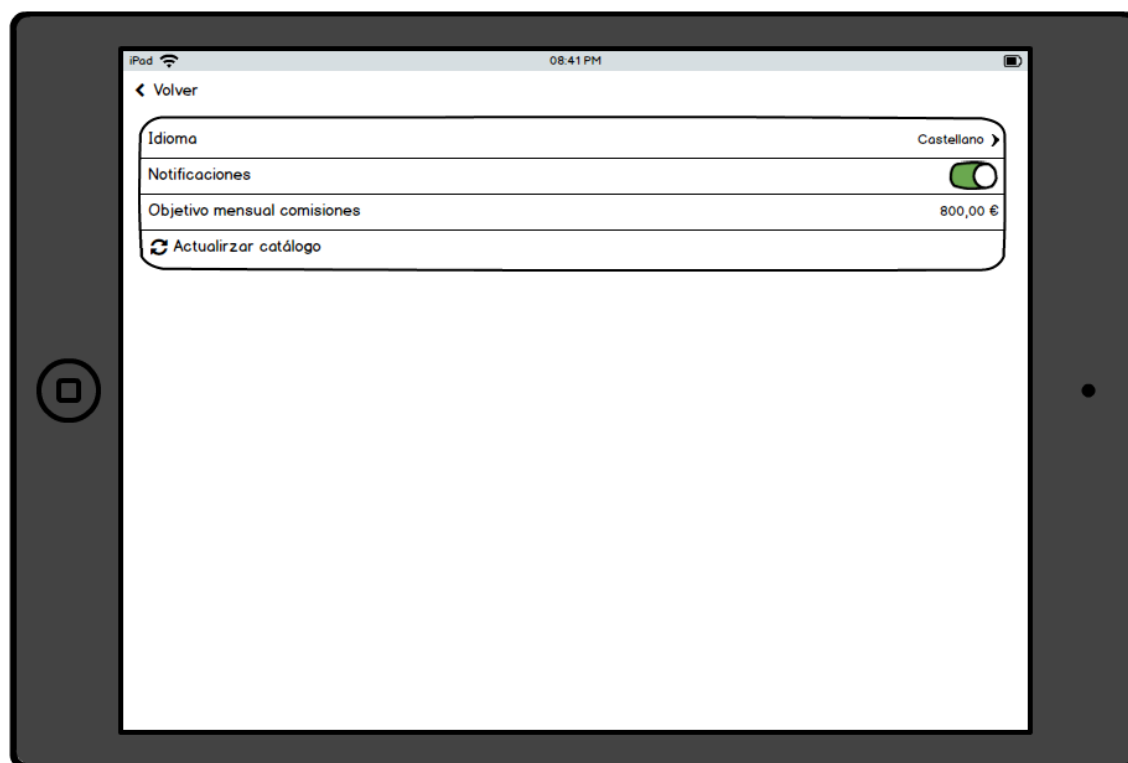 iPad 08:41 PM
Volver
Idioma Castellano
Notificaciones
Objetivo mensual comisiones 800,00 €
Actualirzar catálogo